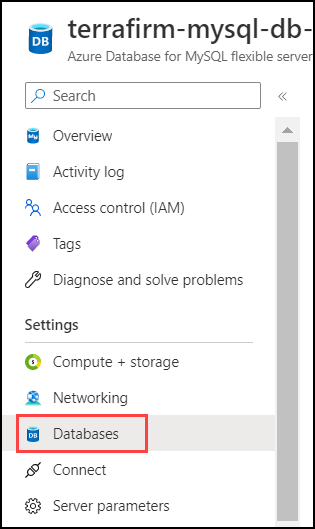 terrafirm-mysql-db-
Azure Database for MySQL flexible server
Search
Overview
Activity log
Access control (IAM)
Tags
Diagnose and solve problems
Settings
Compute + storage
Networking
Databases
Connect
Server parameters